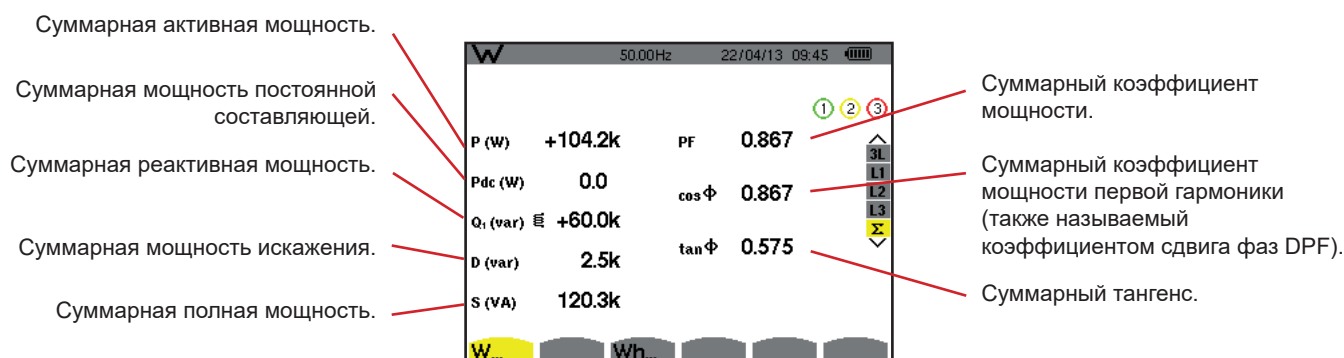 Суммарная активная мощность.
Суммарная мощность постоянной
составляющей.
Суммарная реактивная мощность.
Суммарная мощность искажения.
Суммарная полная мощность.
W 50.00Hz 22/04/13 09:45
1 2 3
P (W) +104.2k PF 0.867
Pdc (W) 0.0 cos Φ 0.867
Q₁ (var) +60.0k tan Φ 0.575
D (var) 2.5k
S (VA) 120.3k
3L
L1
L2
L3
Σ
W... Wh...
Суммарный коэффициент
мощности.
Суммарный коэффициент
мощности первой гармоники
(также называемый
коэффициентом сдвига фаз DPF).
Суммарный тангенс.